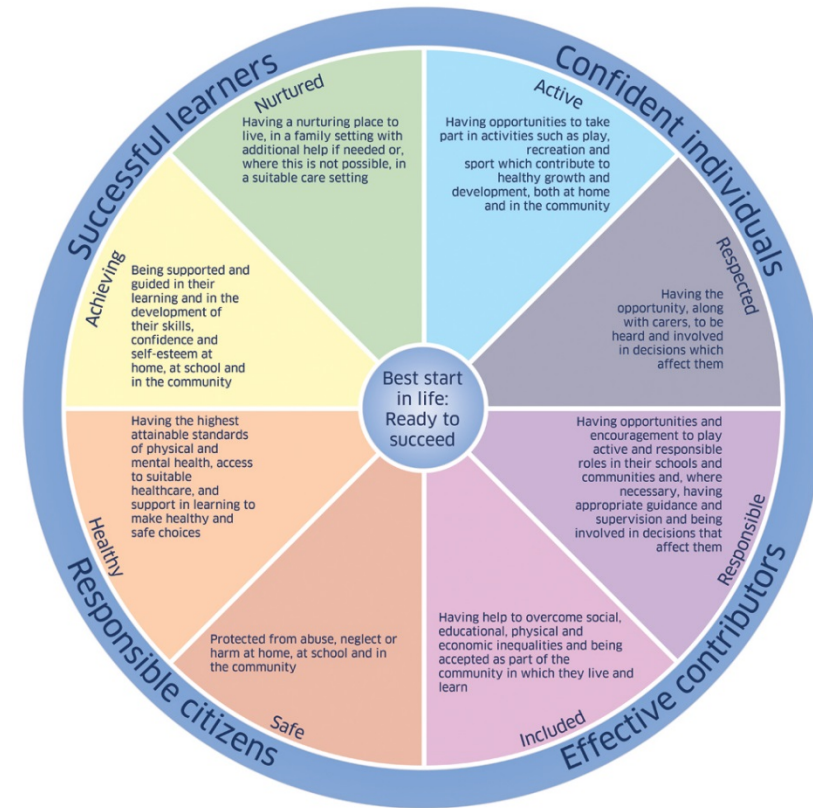 Successful learners
Confident individuals
Nurtured
Having a nurturing place to
live, in a family setting with
additional help if needed or,
where this is not possible, in
a suitable care setting
Active
Having opportunities to take
part in activities such as play,
recreation and
sport which contribute to
healthy growth and
development, both at home
and in the community
Respected
Having the
opportunity, along
with carers, to be
heard and involved
in decisions which
affect them
Responsible
Having opportunities and
encouragement to play
active and responsible
roles in their schools and
communities and, where
necessary, having
appropriate guidance and
supervision and being
involved in decisions that
affect them
Included
Having help to overcome social,
educational, physical and
economic inequalities and being
accepted as part of the
community in which they live and
learn
Safe
Protected from abuse, neglect or
harm at home, at school and in
the community
Healthy
Having the highest
attainable standards
of physical and
mental health, access
to suitable
healthcare, and
support in learning to
make healthy and
safe choices
Achieving
Being supported and
guided in their
learning and in the
development of
their skills,
confidence and
self-esteem at
home, at school and
in the community
Best start
in life:
Ready to
succeed
Responsible citizens
Effective contributors